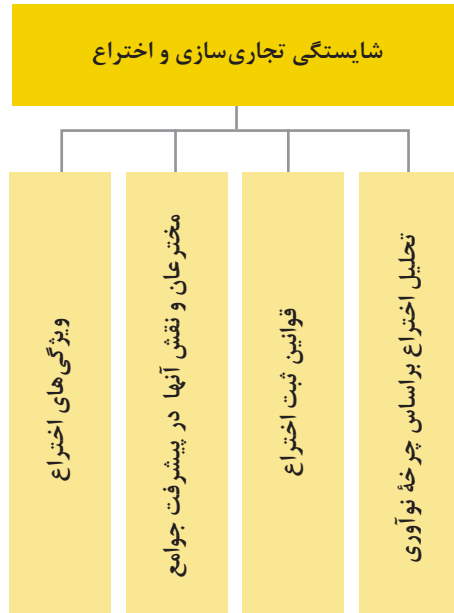 شایستگی تجاری‌سازی و اختراع
تحلیل اختراع براساس چرخهٔ نوآوری
قوانین ثبت اختراع
مخترعان و نقش آنها در پیشرفت جوامع
ویژگی‌های اختراع